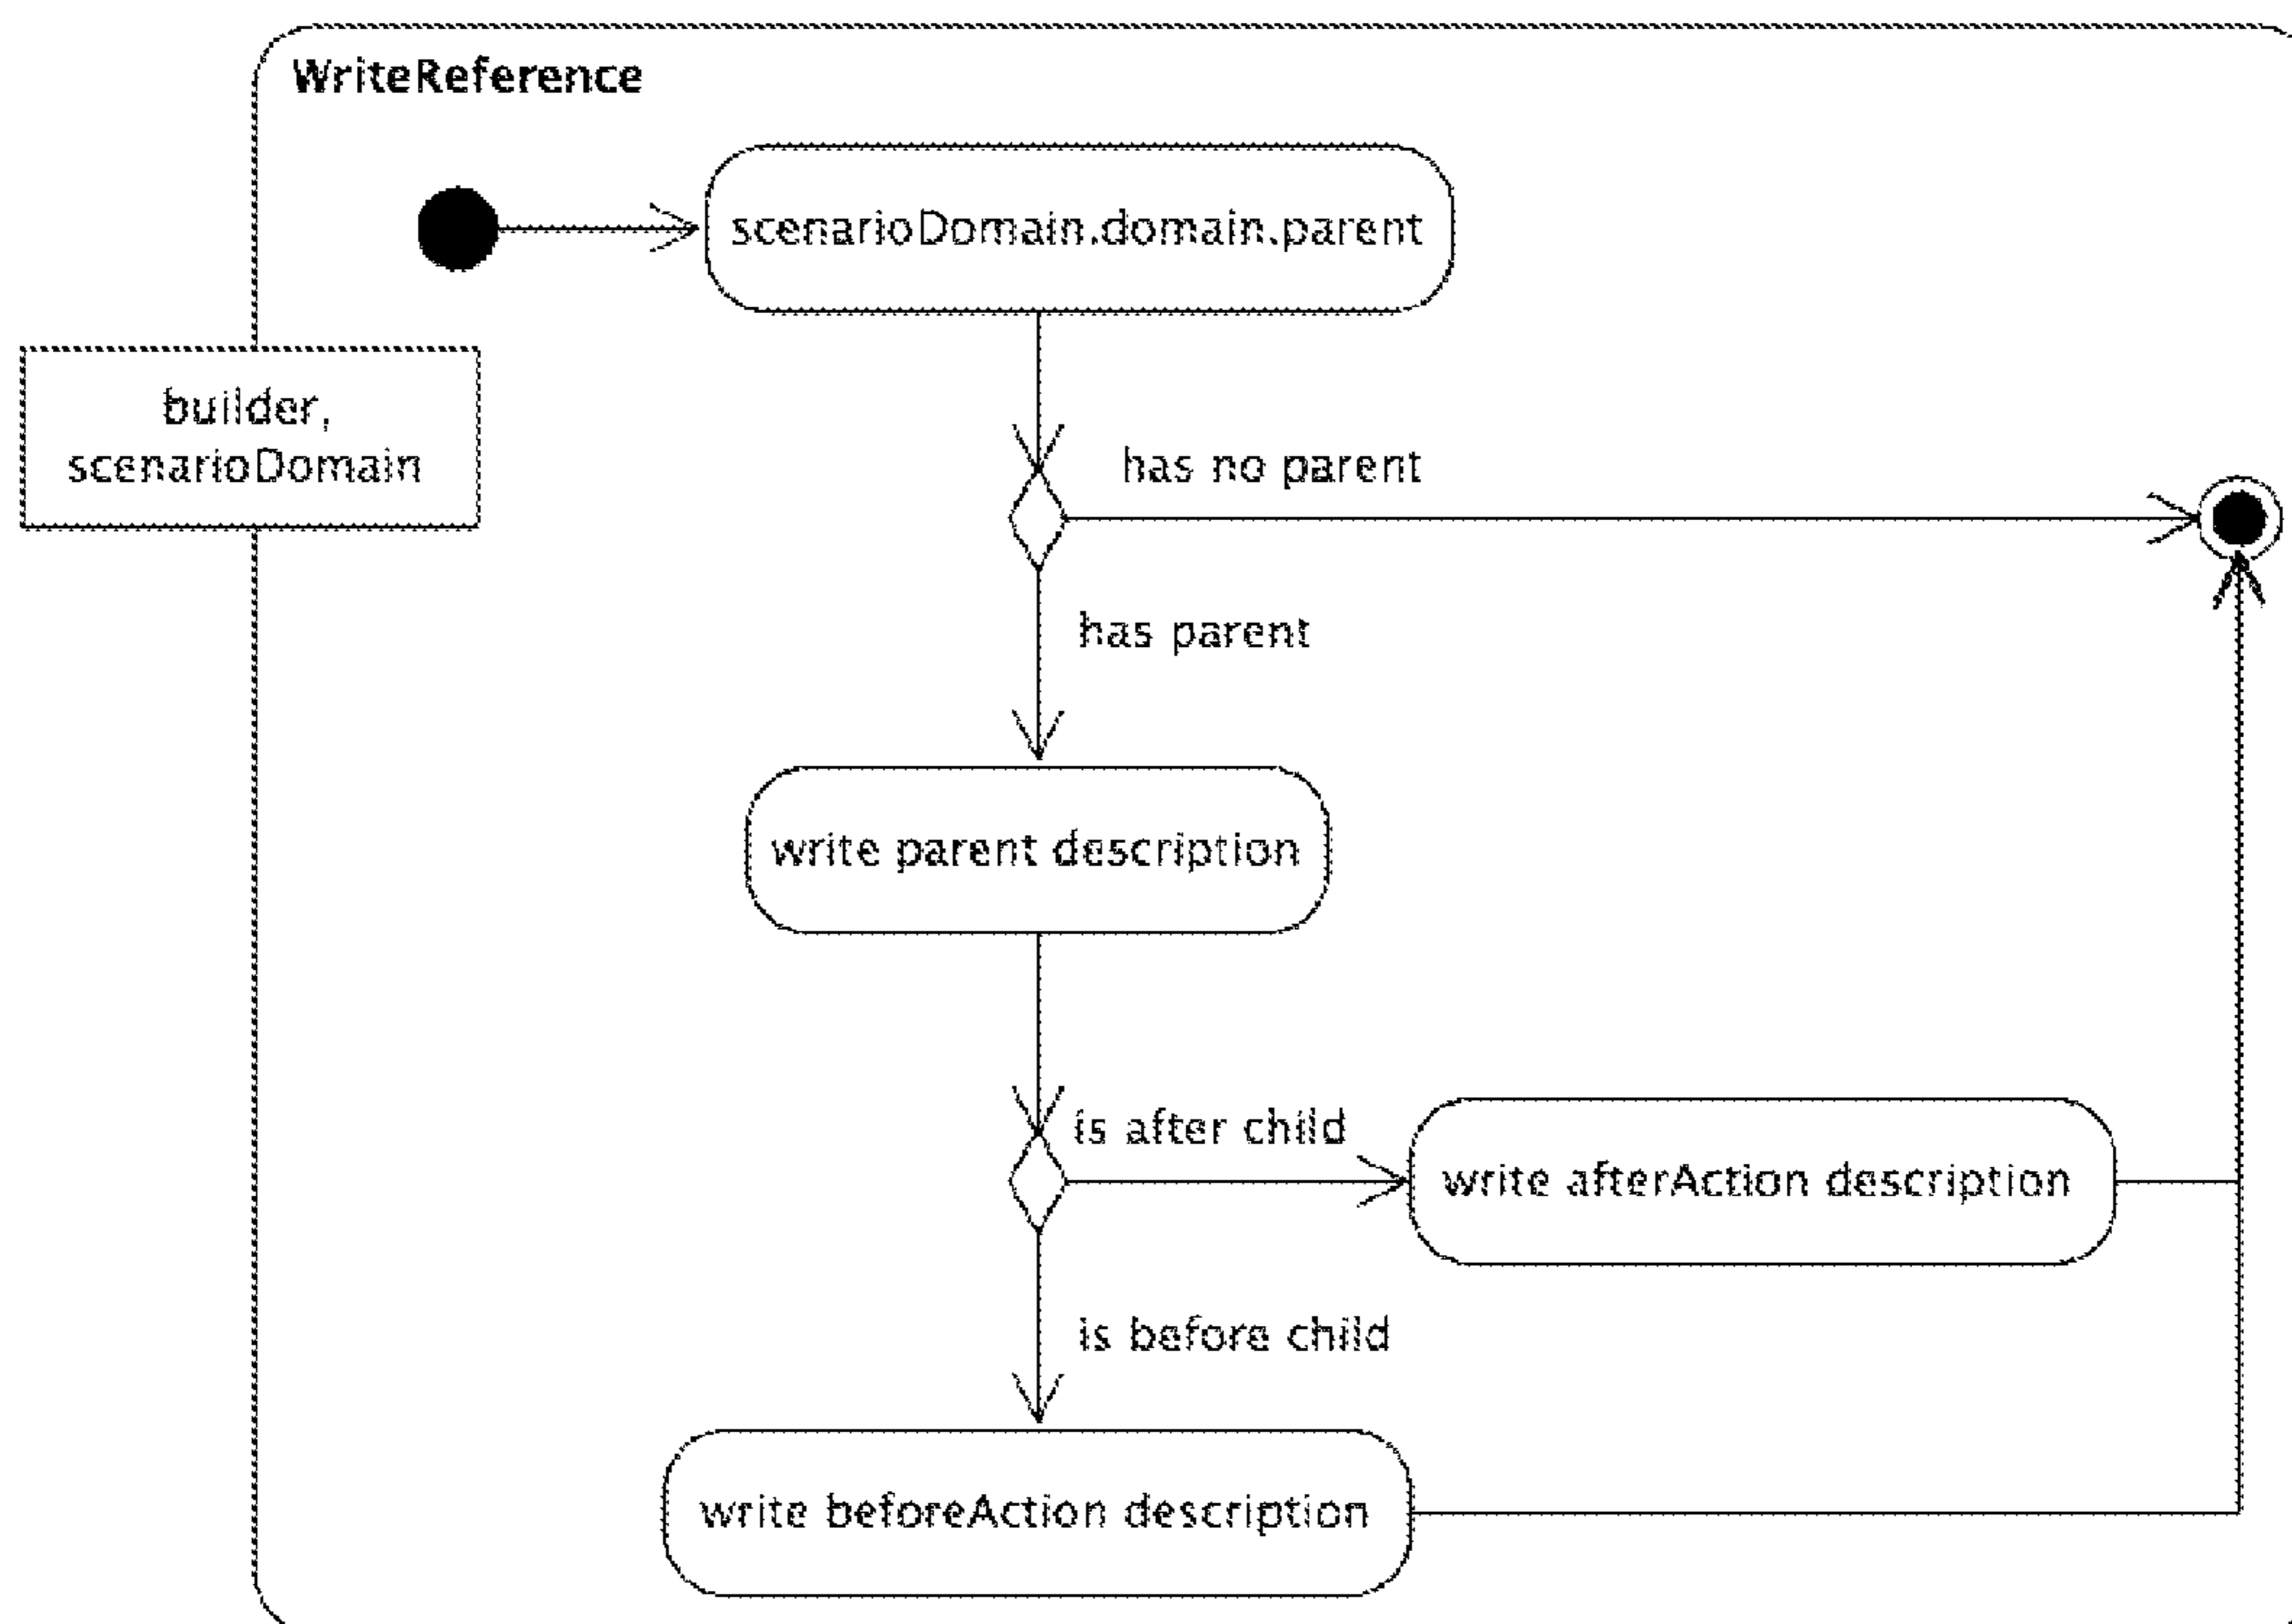 WriteReference
scenarioDomain.domain.parent
builder,
scenarioDomain
has no parent
has parent
write parent description
is after child
write afterAction description
is before child
write beforeAction description